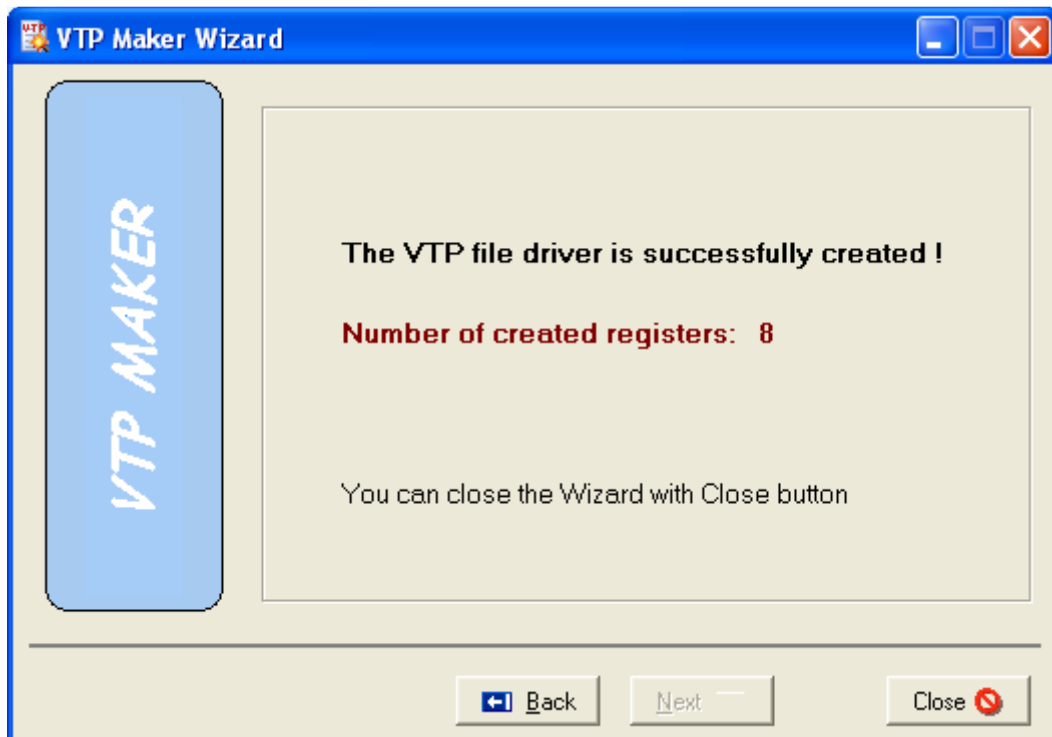 VTP VTP Maker Wizard
VTP MAKER
The VTP file driver is successfully created !
Number of created registers: 8
You can close the Wizard with Close button
Back Next Close